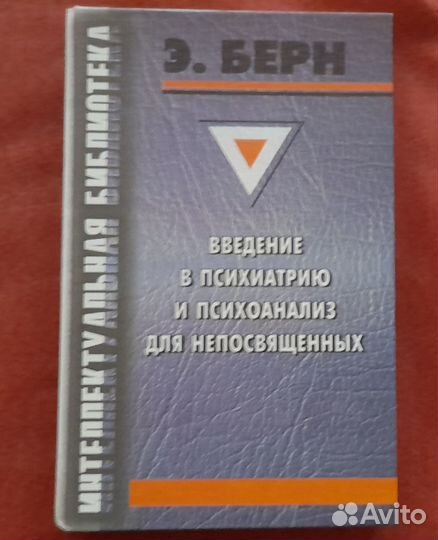 Э. БЕРН
ИНТЕЛЛЕКТУАЛЬНАЯ БИБЛИОТЕКА
ВВЕДЕНИЕ
В ПСИХИАТРИЮ
И ПСИХОАНАЛИЗ
ДЛЯ НЕПОСВЯЩЕННЫХ
Avito